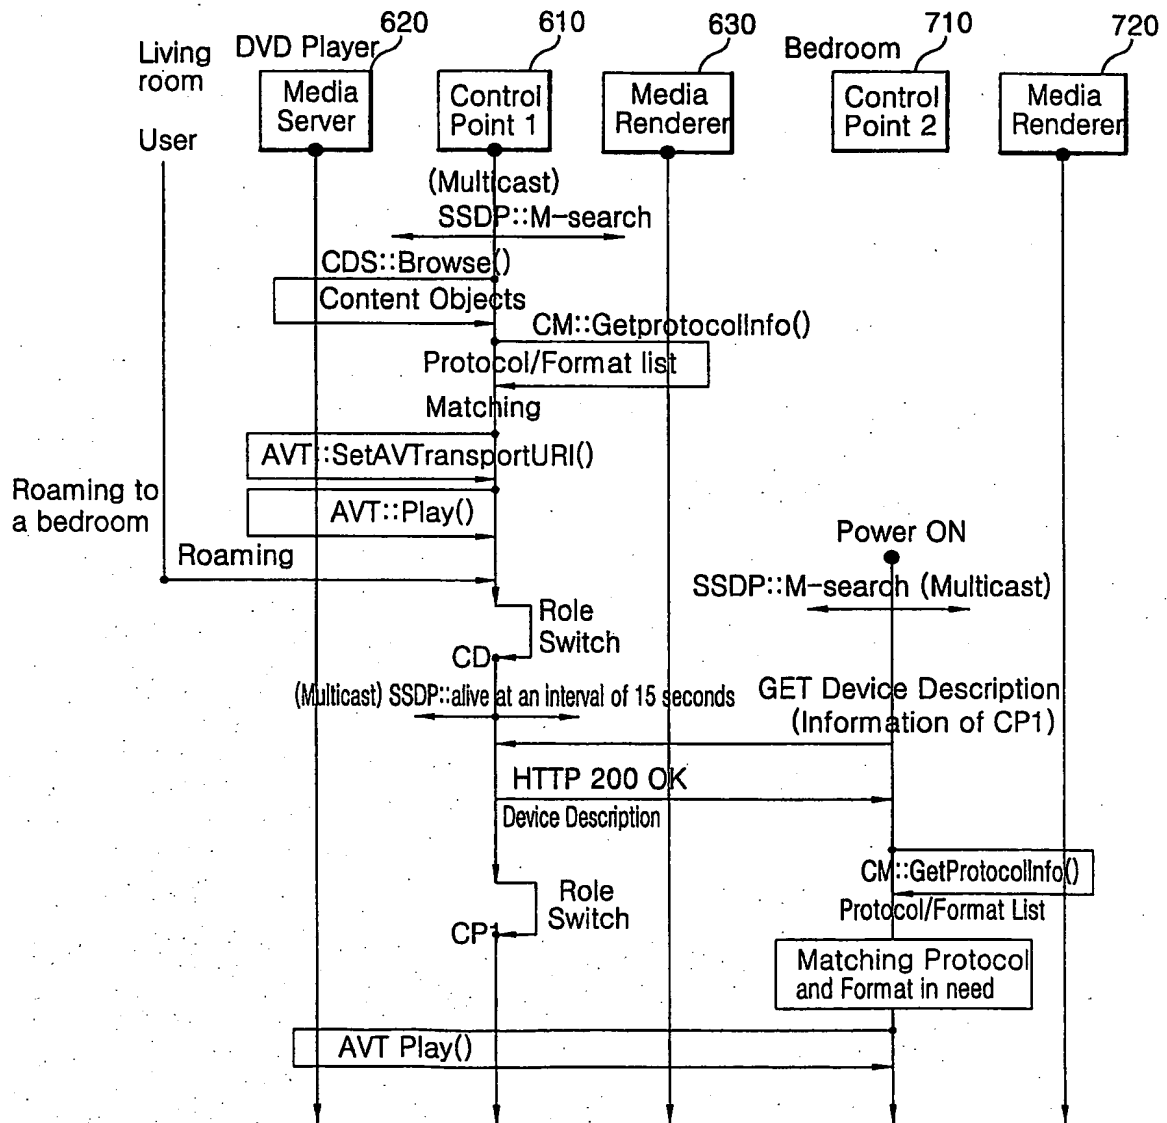 620
610
630
710
720
Living
room
DVD Player
Bedroom
Media
Server
Control
Point 1
Media
Renderer
Control
Point 2
Media
Renderer
User
(Multicast)
SSDP::M-search
CDS::Browse()
Content Objects
CM::GetprotocolInfo()
Protocol/Format list
Matching
AVT::SetAVTransportURI()
Roaming to
a bedroom
AVT::Play()
Power ON
Roaming
SSDP::M-search (Multicast)
Role
Switch
CD
(Multicast) SSDP::alive at an interval of 15 seconds
GET Device Description
(Information of CP1)
HTTP 200 OK
Device Description
CM::GetProtocolInfo()
Protocol/Format List
Role
Switch
CP1
Matching Protocol
and Format in need
AVT Play()